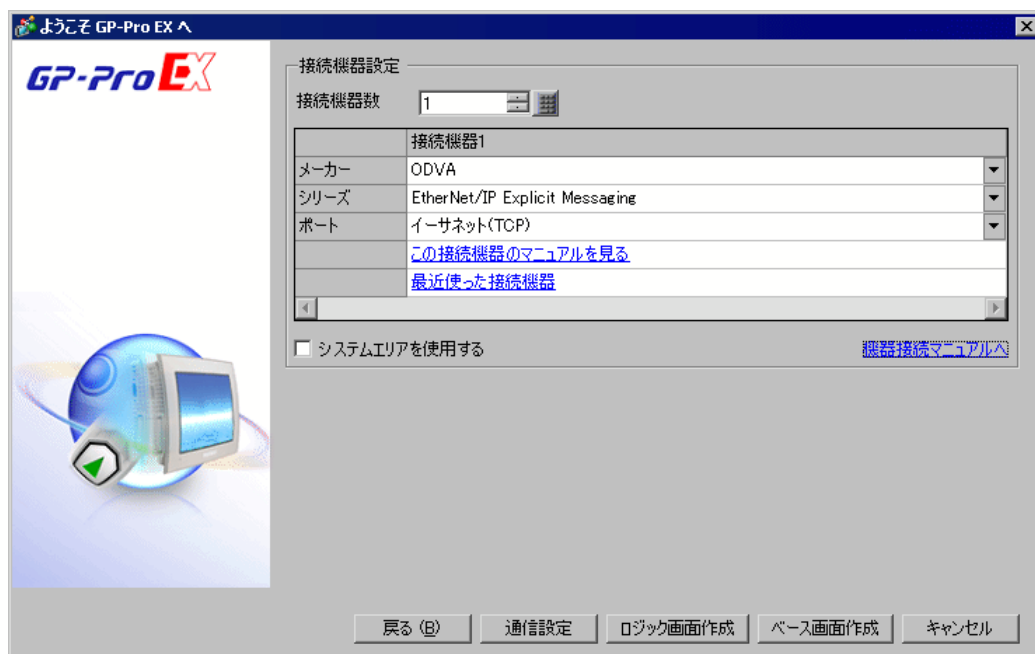 ようこそ GP-Pro EX へ
GP-Pro EX
接続機器設定
接続機器数 1
接続機器1
メーカー ODVA
シリーズ EtherNet/IP Explicit Messaging
ポート イーサネット(TCP)
この接続機器のマニュアルを見る
最近使った接続機器
システムエリアを使用する 機器接続マニュアルへ
戻る (B) 通信設定 ロジック画面作成 ベース画面作成 キャンセル